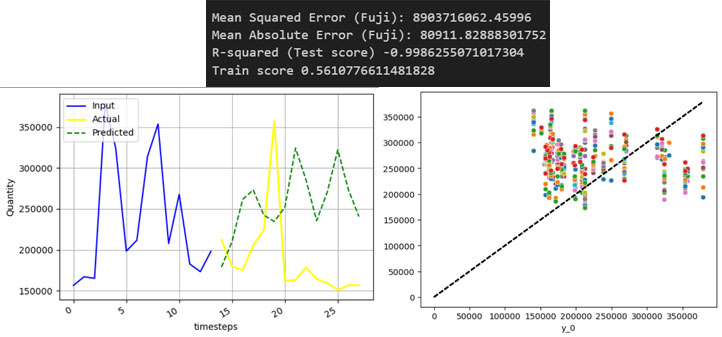 Mean Squared Error (Fuji): 8903716062.45996
Mean Absolute Error (Fuji): 80911.82888301752
R-squared (Test score) -0.9986255071017304
Train score 0.5610776611481828
Input
Actual
Predicted
350000
300000
250000
200000
150000
Quantity
0
5
10
15
20
25
timesteps
350000
300000
250000
200000
150000
100000
50000
0
0
50000
100000
150000
200000
250000
300000
350000
y_0